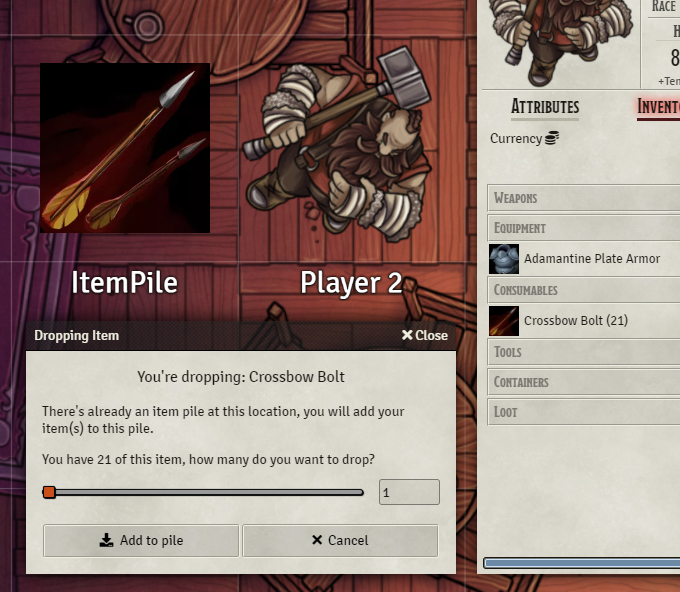 ItemPile
Player 2
Dropping Item
Close
You're dropping: Crossbow Bolt
There's already an item pile at this location, you will add your
item(s) to this pile.
You have 21 of this item, how many do you want to drop?
1
Add to pile
Cancel
Race
H
8
+Tem
Attributes
Invento
Currency
Weapons
Equipment
Adamantine Plate Armor
Consumables
Crossbow Bolt (21)
Tools
Containers
Loot